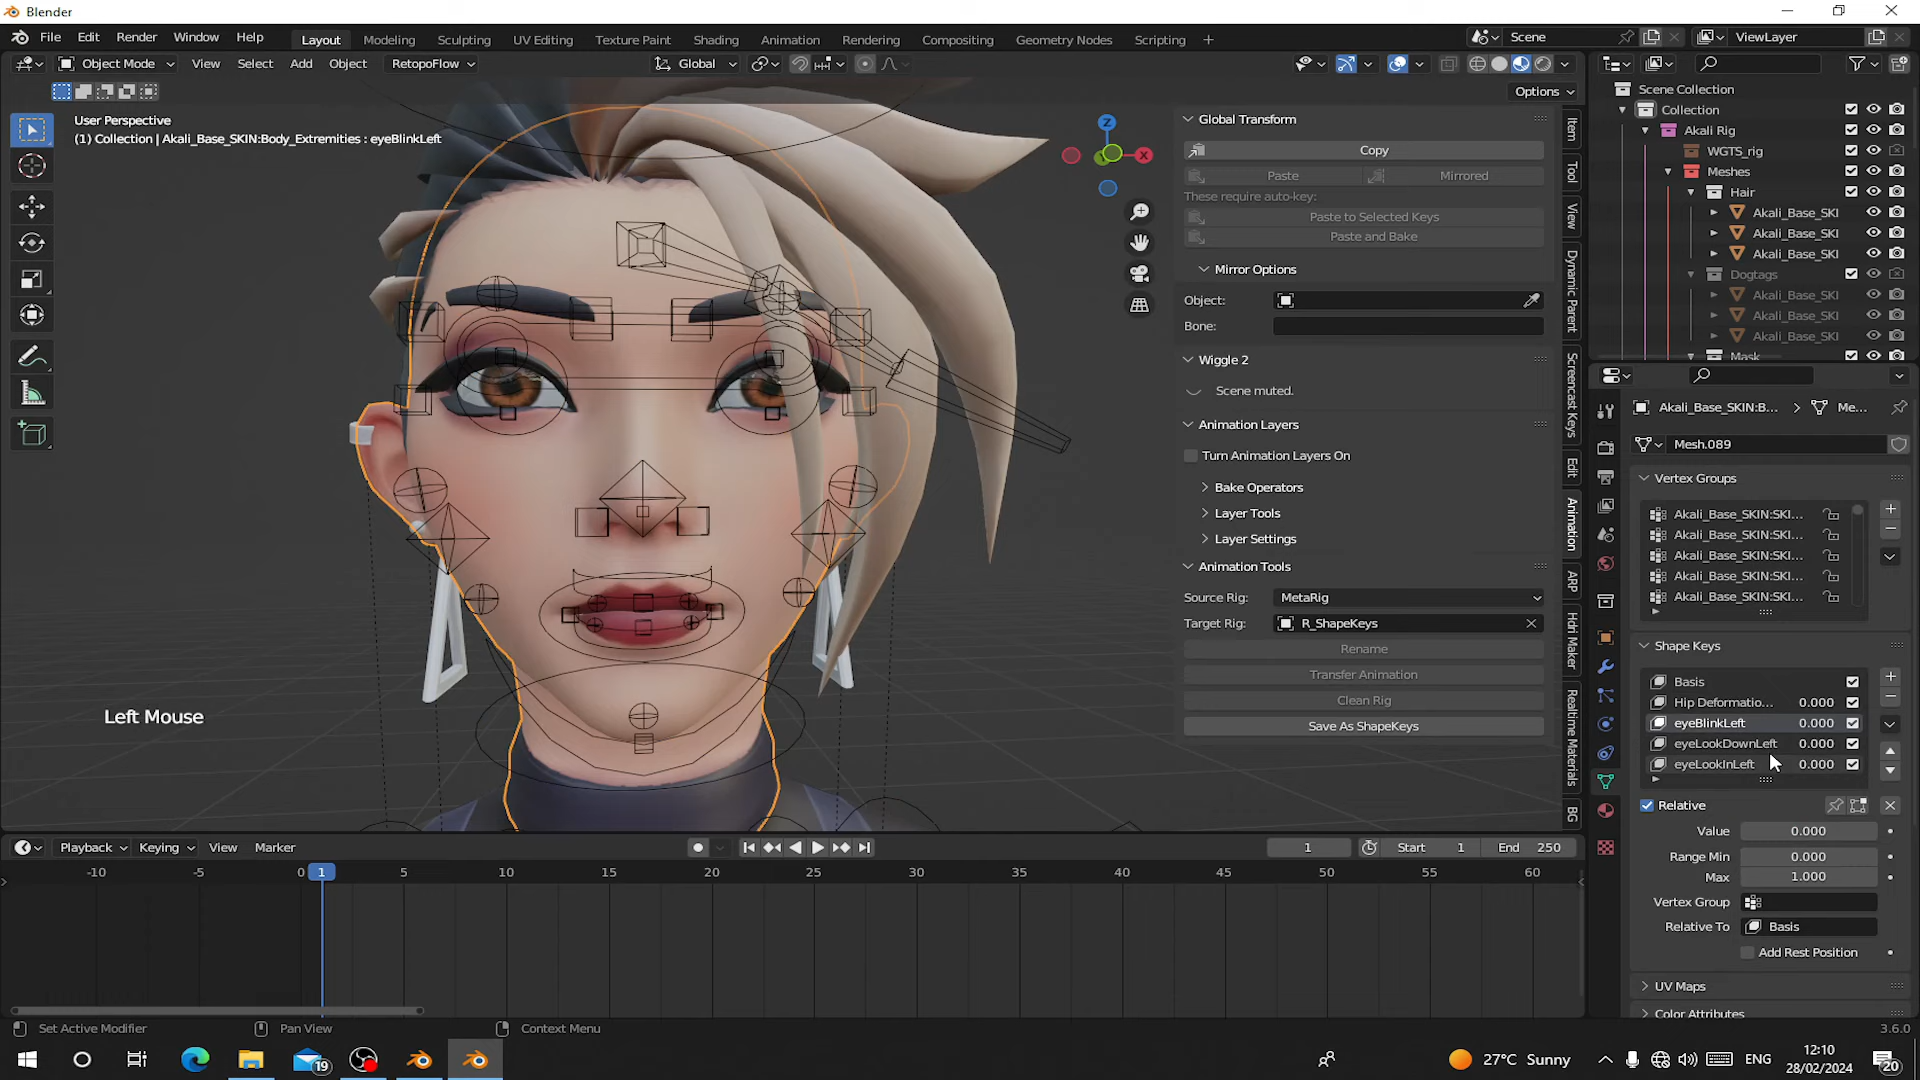 Blender
File Edit Render Window Help
Layout Modeling Sculpting UV Editing Texture Paint Shading Animation Rendering Compositing Geometry Nodes Scripting +
Scene
ViewLayer
Object Mode View Select Add Object RetopoFlow
Global
Options
User Perspective
(1) Collection | Akali_Base_SKIN:Body_Extremities : eyeBlinkLeft
Z
X
Left Mouse
Global Transform
Copy
Paste Mirrored
These require auto-key:
Paste to Selected Keys
Paste and Bake
Mirror Options
Object:
Bone:
Wiggle 2
Scene muted.
Animation Layers
Turn Animation Layers On
Bake Operators
Layer Tools
Layer Settings
Animation Tools
Source Rig: MetaRig
Target Rig: R_ShapeKeys
Rename
Transfer Animation
Clean Rig
Save As ShapeKeys
Item
Tool
View
Dynamic Parent
Screencast Keys
Edit
Animation
ARP
Hdri Maker
Realtime Materials
BG
Scene Collection
Collection
Akali Rig
WGTS_rig
Meshes
Hair
Akali_Base_SKI
Akali_Base_SKI
Akali_Base_SKI
Dogtags
Akali_Base_SKI
Akali_Base_SKI
Akali_Base_SKI
Mask
Akali_Base_SKIN:B... Me...
Mesh.089
Vertex Groups
Akali_Base_SKIN:SKI...
Akali_Base_SKIN:SKI...
Akali_Base_SKIN:SKI...
Akali_Base_SKIN:SKI...
Akali_Base_SKIN:SKI...
Shape Keys
Basis
Hip Deformatio... 0.000
eyeBlinkLeft 0.000
eyeLookDownLeft 0.000
eyeLookInLeft 0.000
Relative
Value 0.000
Range Min 0.000
Max 1.000
Vertex Group
Relative To Basis
Add Rest Position
UV Maps
Color Attributes
Playback Keying View Marker
1 Start 1 End 250
-10 -5 0 1 5 10 15 20 25 30 35 40 45 50 55 60
Set Active Modifier Pan View Context Menu
3.6.0
19
27°C Sunny
ENG
12:10
28/02/2024
20